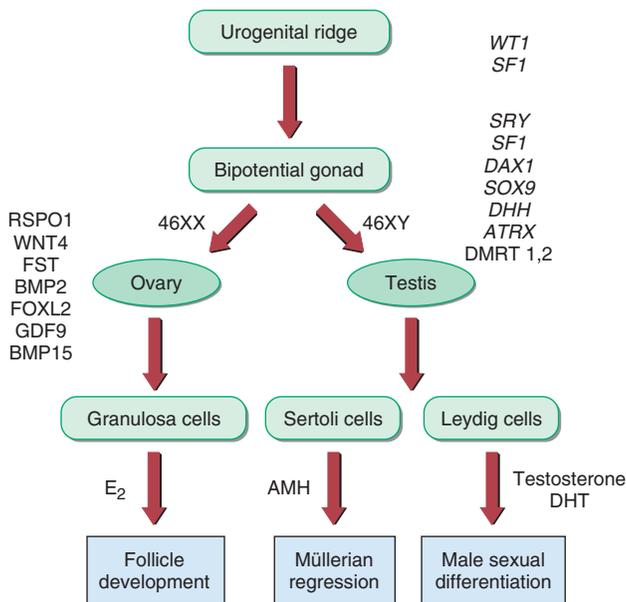 Urogenital ridge
WT1
SF1
Bipotential gonad
SRY
SF1
DAX1
SOX9
DHH
ATRX
DMRT 1,2
46XX
46XY
RSPO1
WNT4
FST
BMP2
FOXL2
GDF9
BMP15
Ovary
Testis
Granulosa cells
Sertoli cells
Leydig cells
E2
AMH
Testosterone
DHT
Follicle
development
Müllerian
regression
Male sexual
differentiation